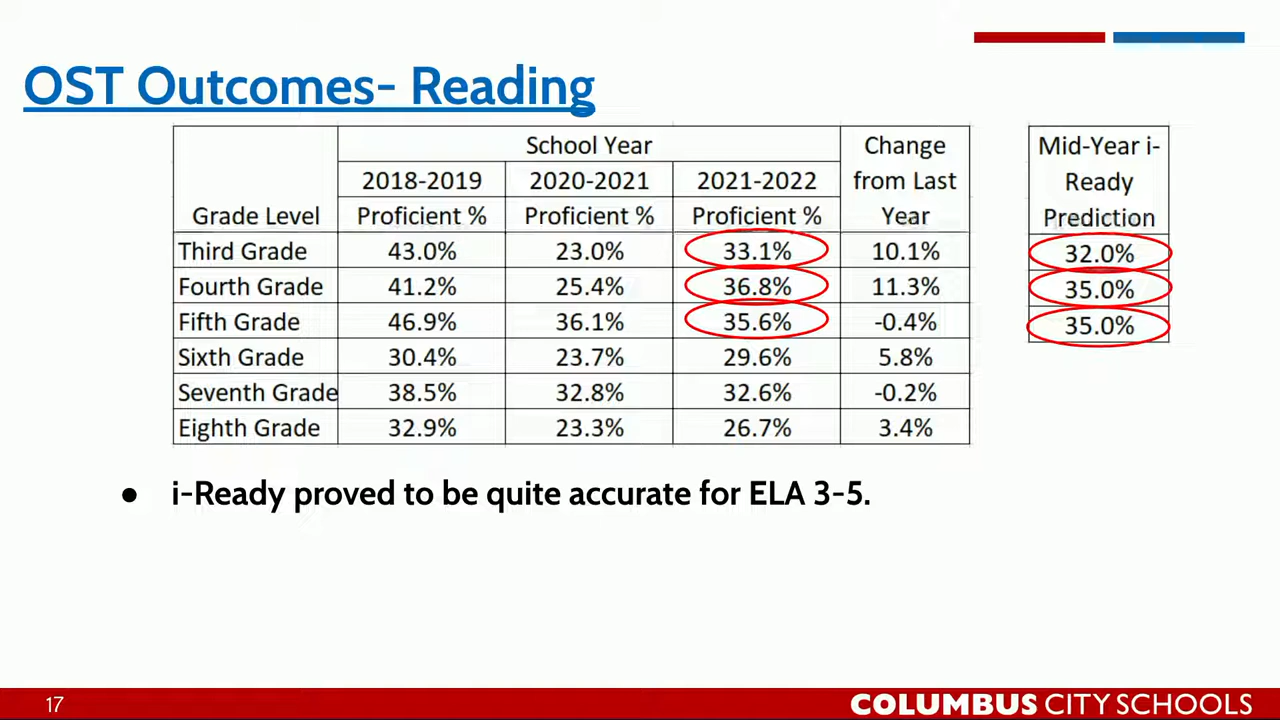 OST Outcomes- Reading
School Year
Change from Last Year
Mid-Year i-Ready Prediction
2018-2019 2020-2021 2021-2022
Grade Level Proficient % Proficient % Proficient %
Third Grade 43.0% 23.0% 33.1% 10.1% 32.0%
Fourth Grade 41.2% 25.4% 36.8% 11.3% 35.0%
Fifth Grade 46.9% 36.1% 35.6% -0.4% 35.0%
Sixth Grade 30.4% 23.7% 29.6% 5.8%
Seventh Grade 38.5% 32.8% 32.6% -0.2%
Eighth Grade 32.9% 23.3% 26.7% 3.4%
● i-Ready proved to be quite accurate for ELA 3-5.
17 COLUMBUS CITY SCHOOLS